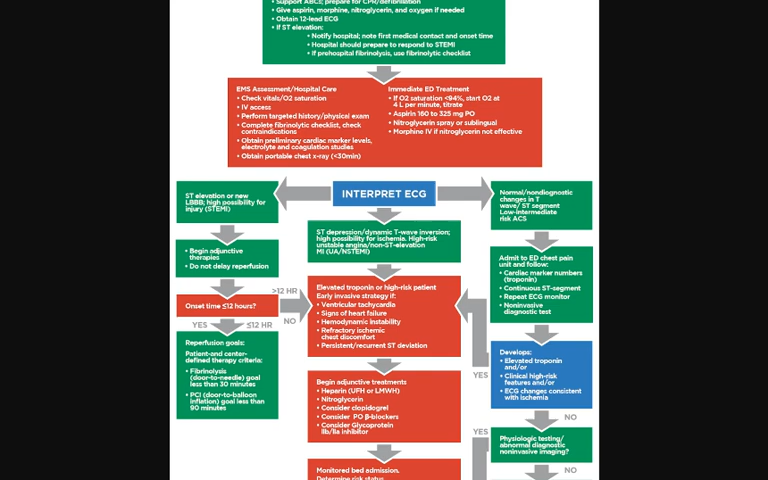 Support ABCs; prepare for CPR/defibrillation
• Give aspirin, morphine, nitroglycerin, and oxygen if needed
• Obtain 12-lead ECG
• If ST elevation:
• Notify hospital; note first medical contact and onset time
• Hospital should prepare to respond to STEMI
• If prehospital fibrinolysis, use fibrinolytic checklist
EMS Assessment/Hospital Care
• Check vitals/O2 saturation
• IV access
• Perform targeted history/physical exam
• Complete fibrinolytic checklist, check
contraindications
• Obtain preliminary cardiac marker levels,
electrolyte and coagulation studies
• Obtain portable chest x-ray (<30min)
Immediate ED Treatment
• If O2 saturation <94%, start O2 at
4 L per minute, titrate
• Aspirin 160 to 325 mg PO
• Nitroglycerin spray or sublingual
• Morphine IV if nitroglycerin not effective
INTERPRET ECG
ST elevation or new
LBBB; high possibility for
injury (STEMI)
• Begin adjunctive
therapies
• Do not delay reperfusion
Onset time ≤12 hours?
>12 HR
NO
YES
≤12 HR
Reperfusion goals:
Patient-and center-
defined therapy criteria:
• Fibrinolysis
(door-to-needle) goal
less than 30 minutes
• PCI (door-to-balloon
inflation) goal less than
90 minutes
ST depression/dynamic T-wave inversion;
high possibility for ischemia. High-risk
unstable angina/non-ST-elevation
MI (UA/NSTEMI)
Elevated troponin or high-risk patient
Early invasive strategy if:
• Ventricular tachycardia
• Signs of heart failure
• Hemodynamic instability
• Refractory ischemic
chest discomfort
• Persistent/recurrent ST deviation
Begin adjunctive treatments
• Heparin (UFH or LMWH)
• Nitroglycerin
• Consider clopidogrel
• Consider PO β-blockers
• Consider Glycoprotein
IIb/IIa inhibitor
Monitored bed admission.
Determine risk status
Normal/nondiagnostic
changes in T
wave/ ST segment
Low-intermediate
risk ACS
Admit to ED chest pain
unit and follow:
• Cardiac marker numbers
(troponin)
• Continuous ST-segment
• Repeat ECG monitor
• Noninvasive
diagnostic test
Develops:
• Elevated troponin
and/or
• Clinical high-risk
features and/or
• ECG changes consistent
with ischemia
YES
NO
Physiologic testing/
abnormal diagnostic
noninvasive imaging?
YES
NO